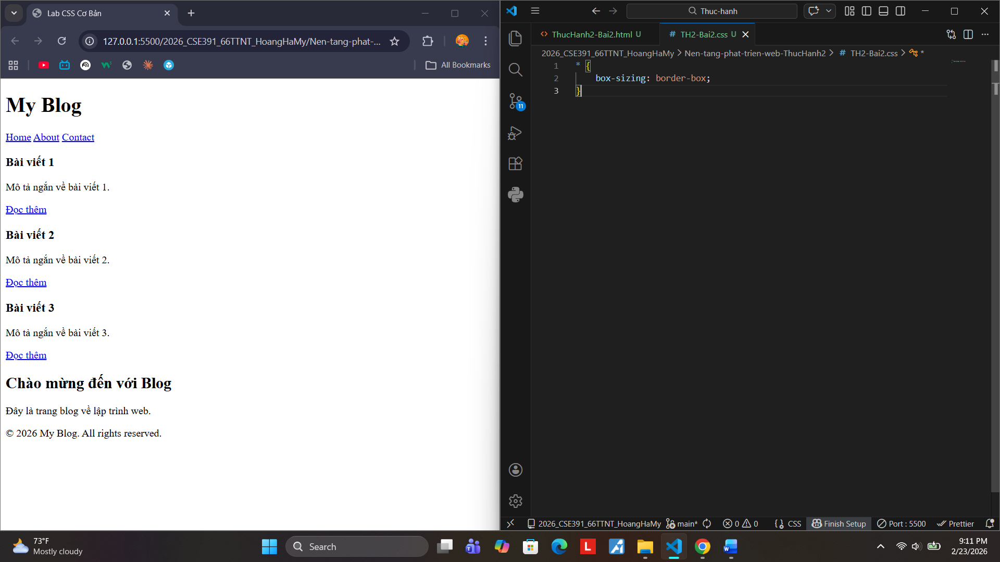 Lab CSS Cơ Bản
127.0.0.1:5500/2026_CSE391_66TTNT_HoangHaMy/Nen-tang-phat-...
All Bookmarks
My Blog
Home About Contact
Bài viết 1
Mô tả ngắn về bài viết 1.
Đọc thêm
Bài viết 2
Mô tả ngắn về bài viết 2.
Đọc thêm
Bài viết 3
Mô tả ngắn về bài viết 3.
Đọc thêm
Chào mừng đến với Blog
Đây là trang blog về lập trình web.
© 2026 My Blog. All rights reserved.
Thuc-hanh
ThucHanh2-Bai2.html U
# TH2-Bai2.css U
2026_CSE391_66TTNT_HoangHaMy > Nen-tang-phat-trien-web-ThucHanh2 > # TH2-Bai2.css > *
1 * {
2 box-sizing: border-box;
3 }
11
2026_CSE391_66TTNT_HoangHaMy main* 0 0 {} CSS Finish Setup Port : 5500 Prettier
73°F
Mostly cloudy
Search
9:11 PM
2/23/2026